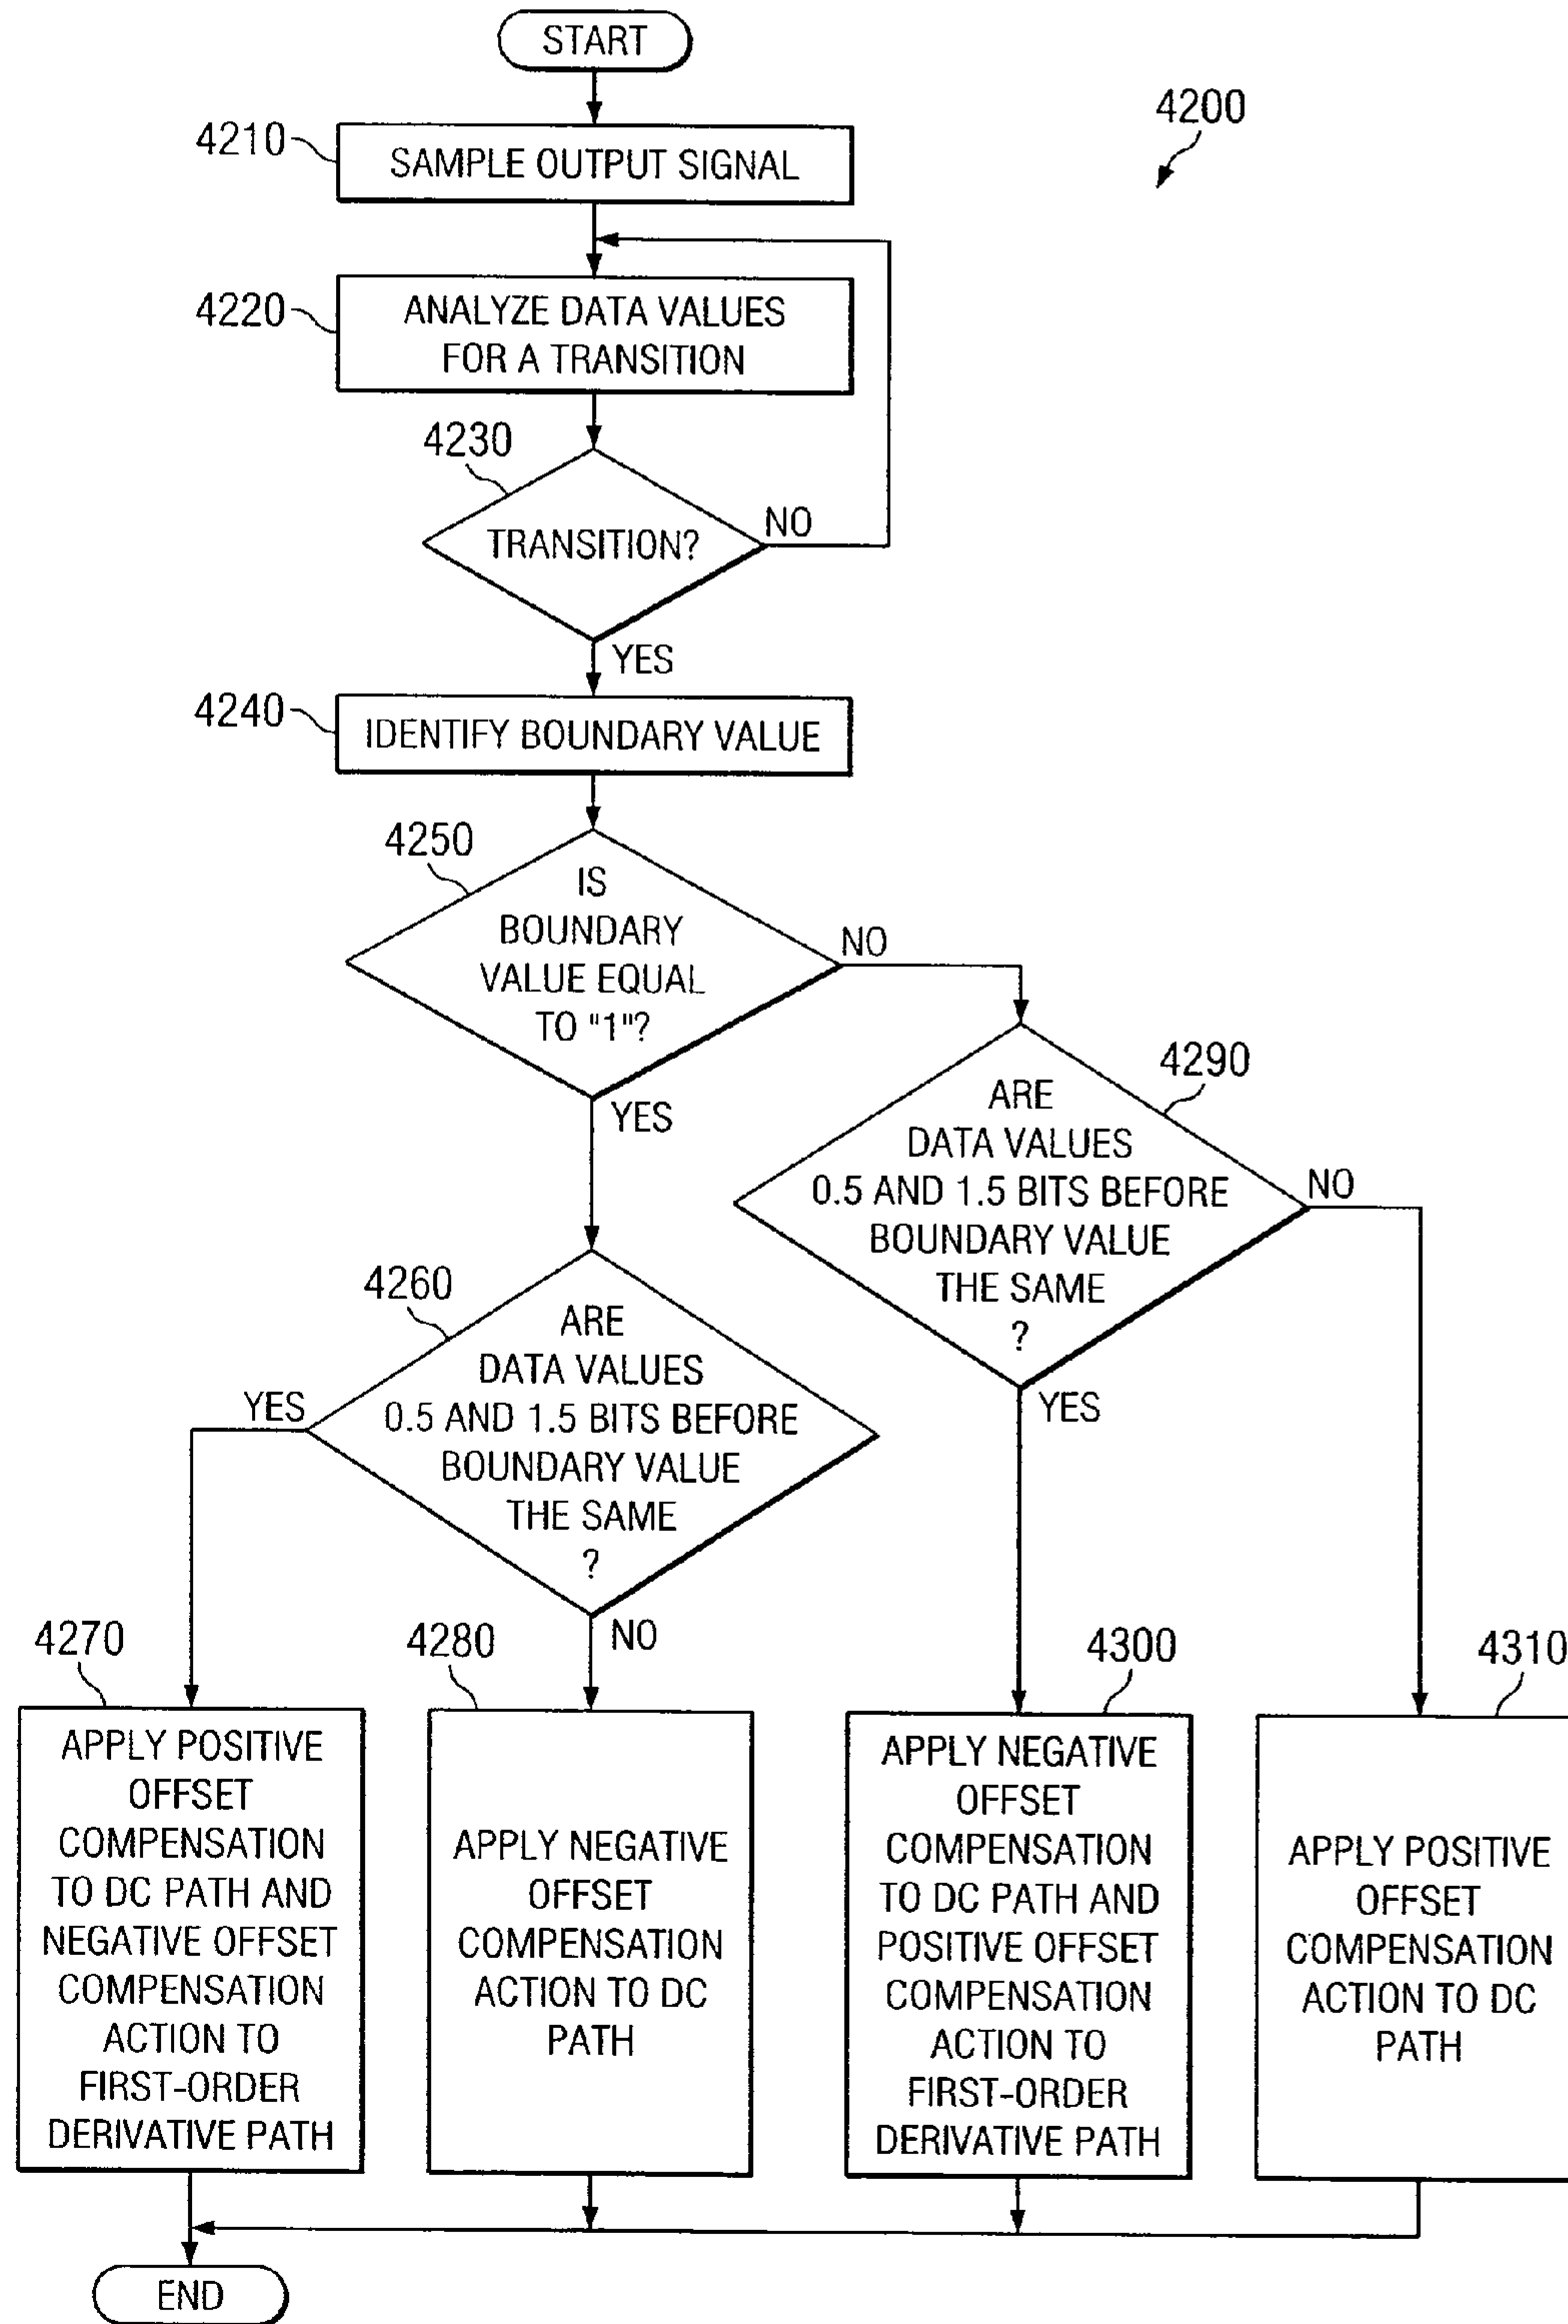 START
4200
4210
SAMPLE OUTPUT SIGNAL
4220
ANALYZE DATA VALUES
FOR A TRANSITION
4230
TRANSITION?
NO
YES
4240
IDENTIFY BOUNDARY VALUE
4250
IS
BOUNDARY
VALUE EQUAL
TO "1"?
NO
YES
4290
ARE
DATA VALUES
0.5 AND 1.5 BITS BEFORE
BOUNDARY VALUE
THE SAME
?
NO
YES
4260
ARE
DATA VALUES
0.5 AND 1.5 BITS BEFORE
BOUNDARY VALUE
THE SAME
?
YES
NO
4270
APPLY POSITIVE
OFFSET
COMPENSATION
TO DC PATH AND
NEGATIVE OFFSET
COMPENSATION
ACTION TO
FIRST-ORDER
DERIVATIVE PATH
4280
APPLY NEGATIVE
OFFSET
COMPENSATION
ACTION TO DC
PATH
4300
APPLY NEGATIVE
OFFSET
COMPENSATION
TO DC PATH AND
POSITIVE OFFSET
COMPENSATION
ACTION TO
FIRST-ORDER
DERIVATIVE PATH
4310
APPLY POSITIVE
OFFSET
COMPENSATION
ACTION TO DC
PATH
END